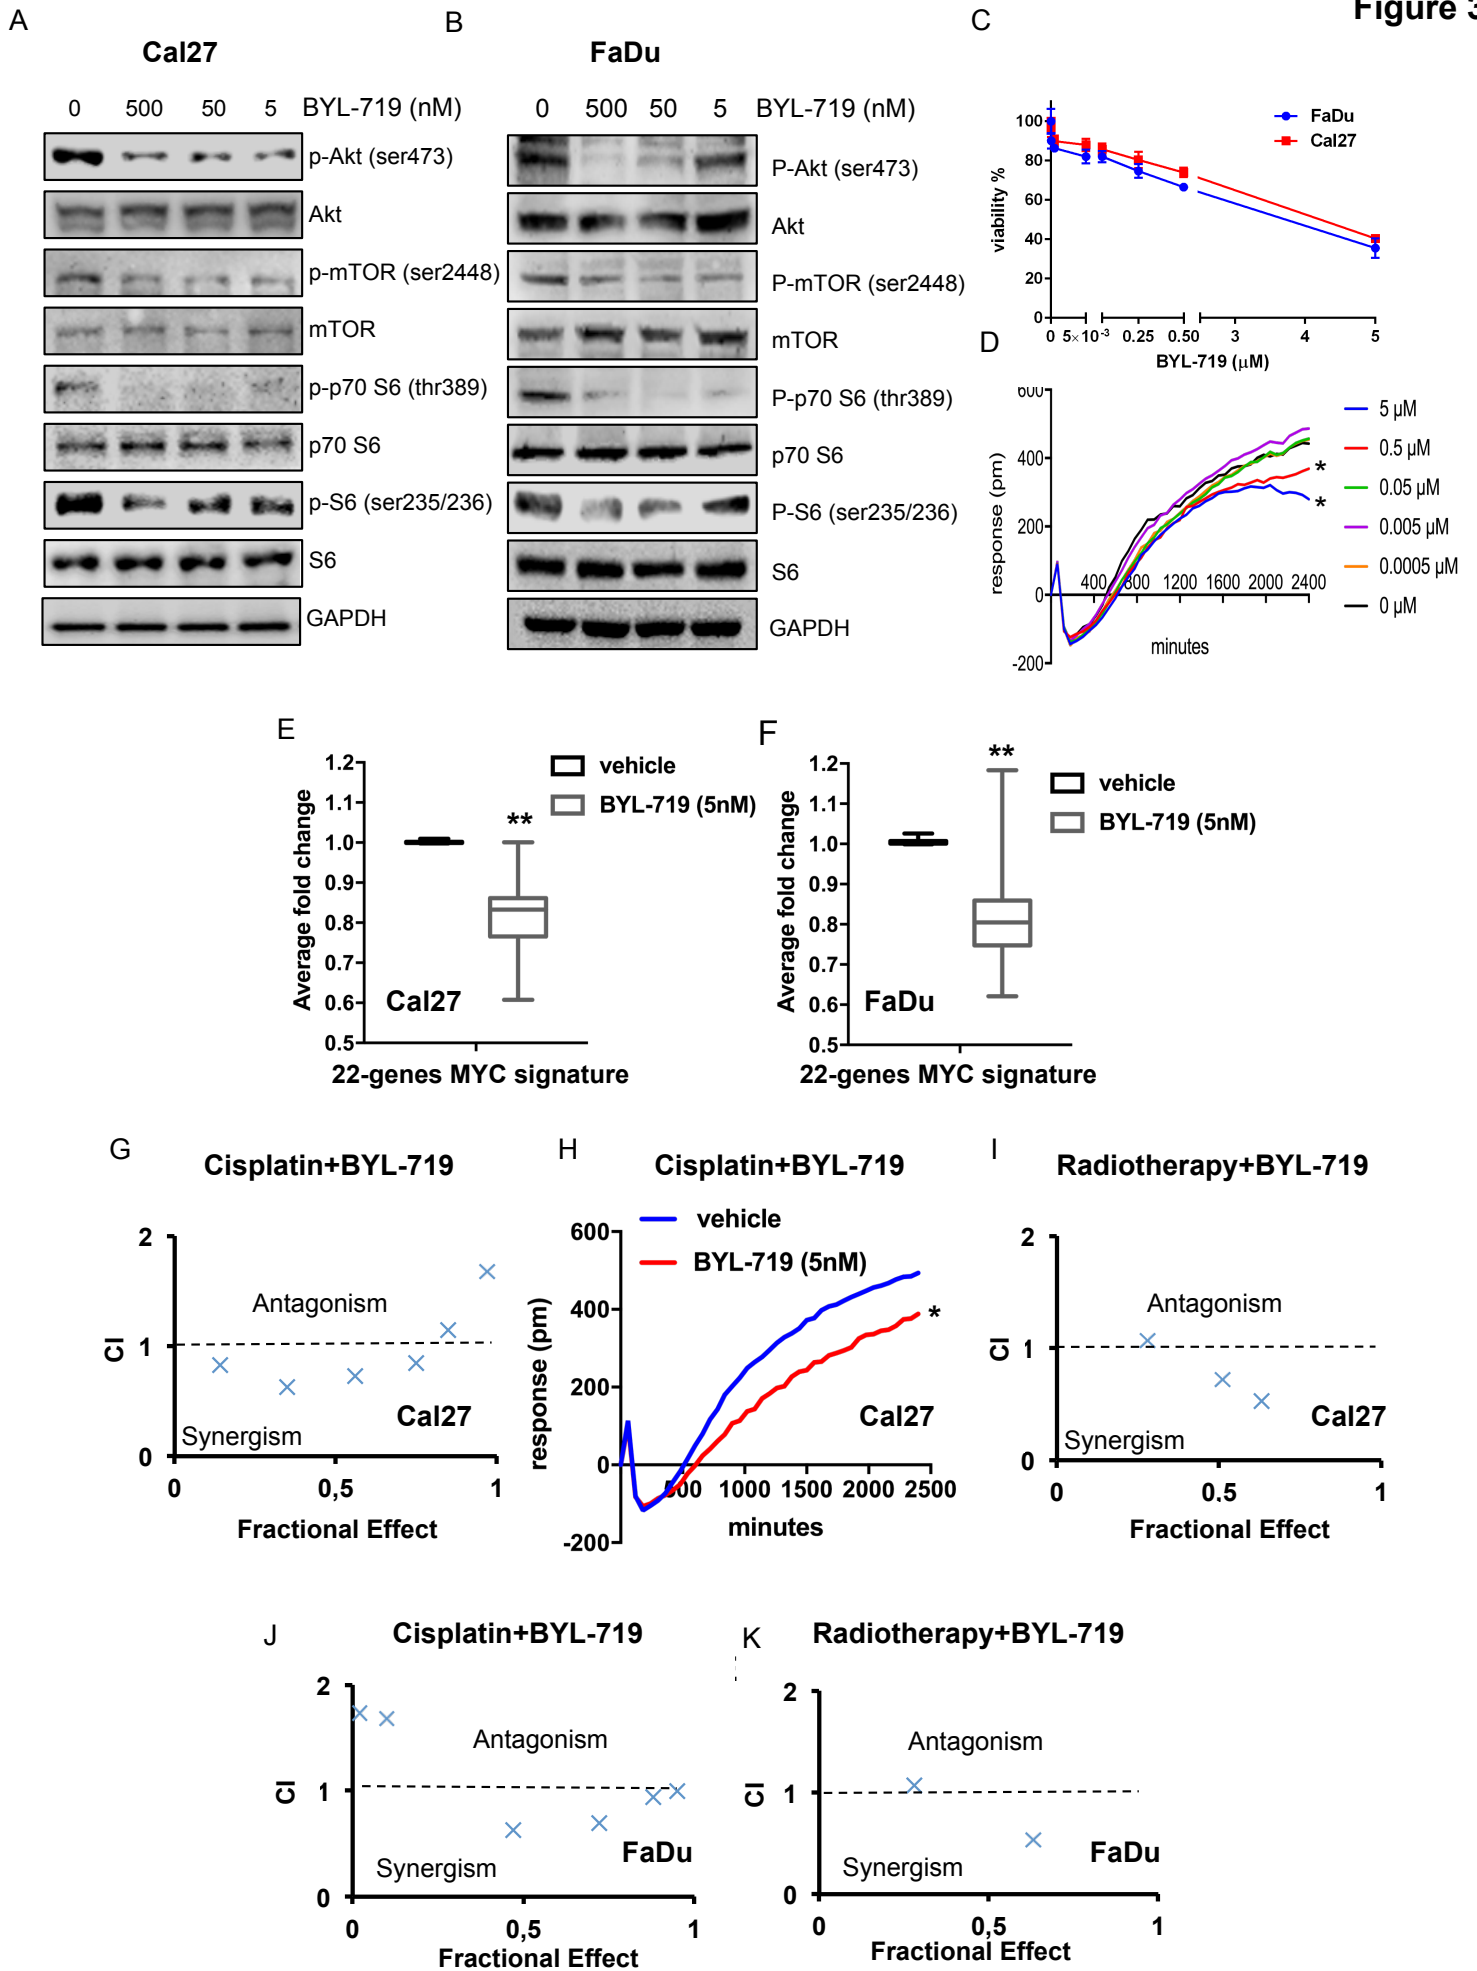 Figure 3
A
Cal27
0 500 50 5 BYL-719 (nM)
p-Akt (ser473)
Akt
p-mTOR (ser2448)
mTOR
p-p70 S6 (thr389)
p70 S6
p-S6 (ser235/236)
S6
GAPDH
B
FaDu
0 500 50 5 BYL-719 (nM)
P-Akt (ser473)
Akt
P-mTOR (ser2448)
mTOR
P-p70 S6 (thr389)
p70 S6
P-S6 (ser235/236)
S6
GAPDH
C
FaDu
Cal27
viability %
100
80
60
40
20
0
0 5×10-3 0.25 0.50 3 4 5
BYL-719 (µM)
D
response (pm)
600
400
200
0
-200
400 800 1200 1600 2000 2400
minutes
5 µM
0.5 µM
0.05 µM
0.005 µM
0.0005 µM
0 µM
*
*
E
Average fold change
1.2
1.1
1.0
0.9
0.8
0.7
0.6
0.5
vehicle
BYL-719 (5nM)
**
Cal27
22-genes MYC signature
F
Average fold change
1.2
1.1
1.0
0.9
0.8
0.7
0.6
0.5
**
vehicle
BYL-719 (5nM)
FaDu
22-genes MYC signature
G
Cisplatin+BYL-719
CI
2
1
0
Antagonism
Synergism
Cal27
0 0,5 1
Fractional Effect
H
Cisplatin+BYL-719
vehicle
BYL-719 (5nM)
response (pm)
600
400
200
0
-200
*
Cal27
500 1000 1500 2000 2500
minutes
I
Radiotherapy+BYL-719
CI
2
1
0
Antagonism
Synergism
Cal27
0 0,5 1
Fractional Effect
J
Cisplatin+BYL-719
CI
2
1
0
Antagonism
Synergism
FaDu
0 0,5 1
Fractional Effect
K
Radiotherapy+BYL-719
CI
2
1
0
Antagonism
Synergism
FaDu
0 0,5 1
Fractional Effect